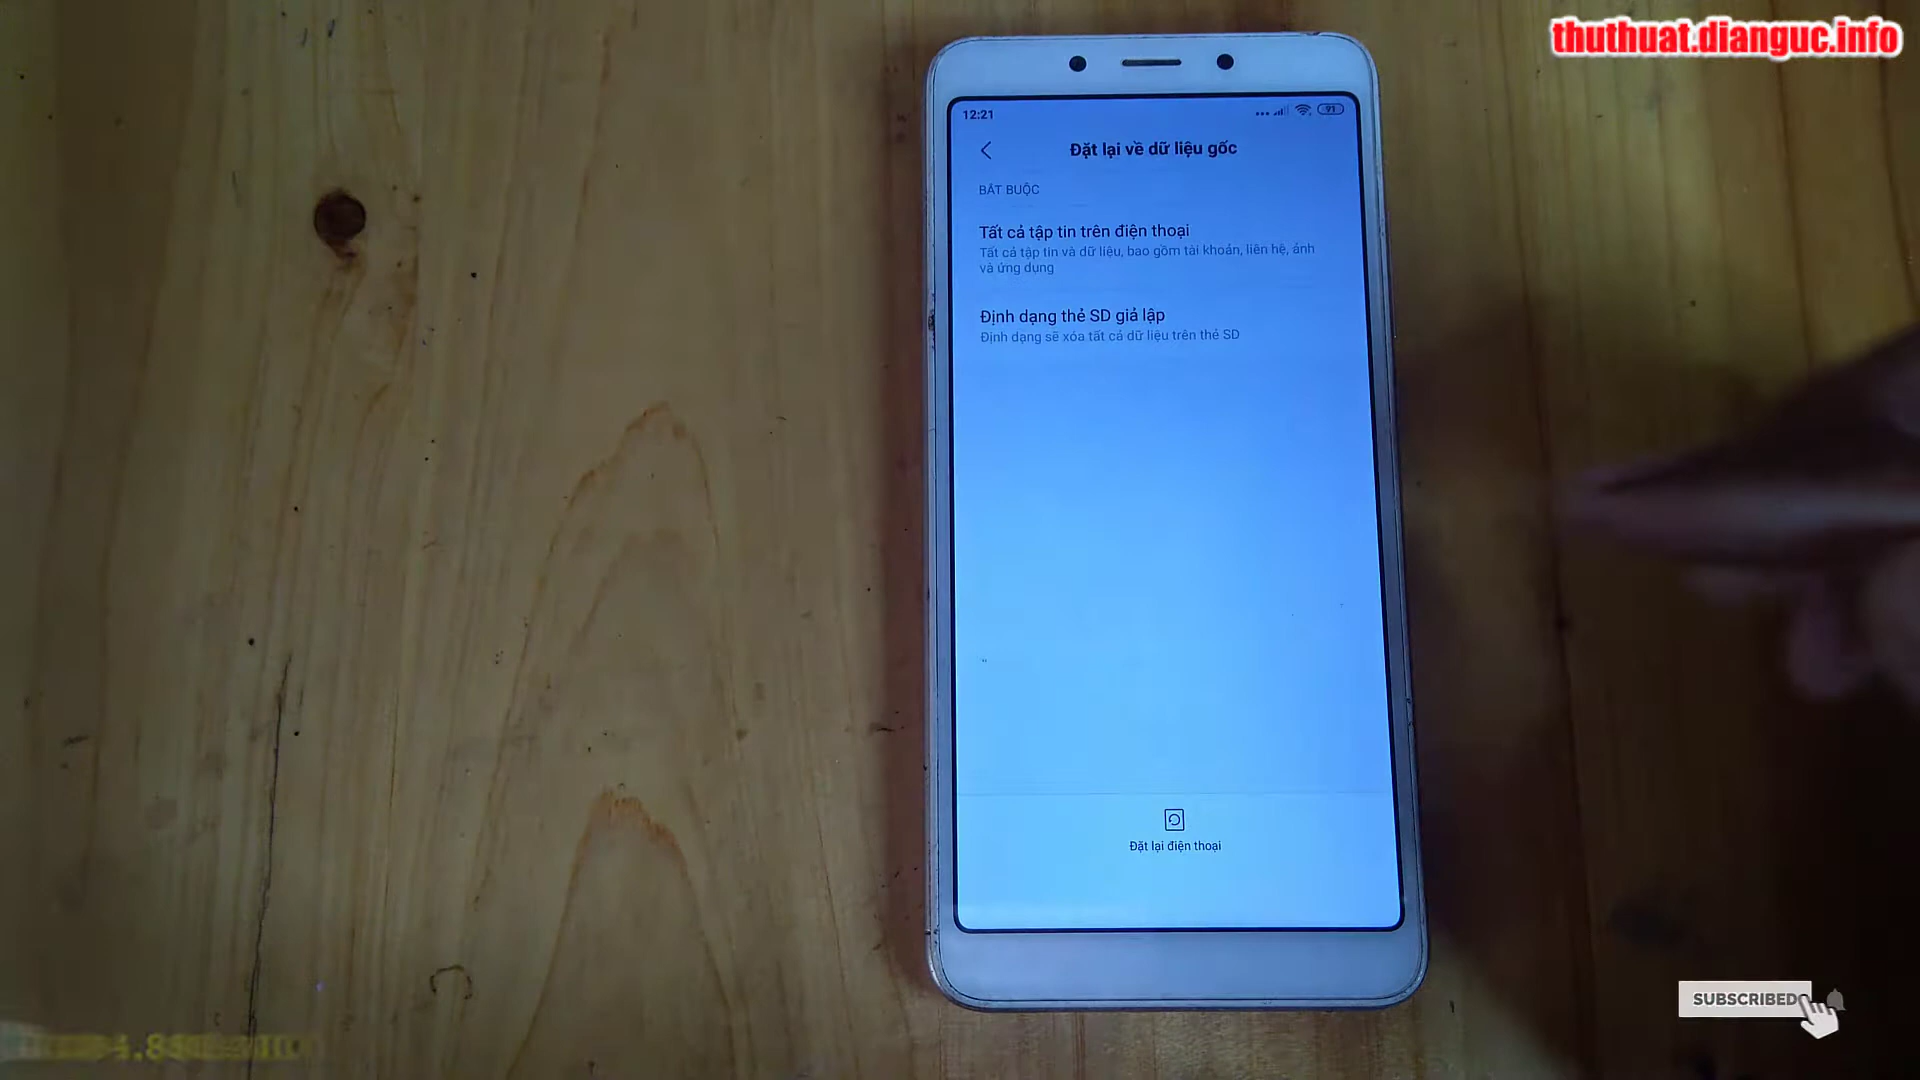 thuthuat.dianguc.info
12:21
91
Đặt lại về dữ liệu gốc
BẮT BUỘC
Tất cả tập tin trên điện thoại
Tất cả tập tin và dữ liệu, bao gồm tài khoản, liên hệ, ảnh
và ứng dụng
Định dạng thẻ SD giả lập
Định dạng sẽ xóa tất cả dữ liệu trên thẻ SD
Đặt lại điện thoại
SUBSCRIBED